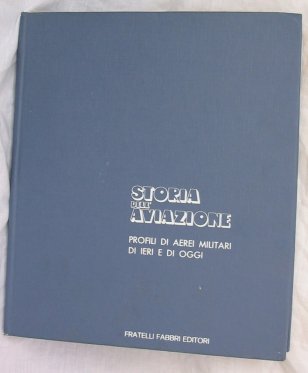 STORIA
DELL'
AVIAZIONE
PROFILI DI AEREI MILITARI
DI IERI E DI OGGI
FRATELLI FABBRI EDITORI